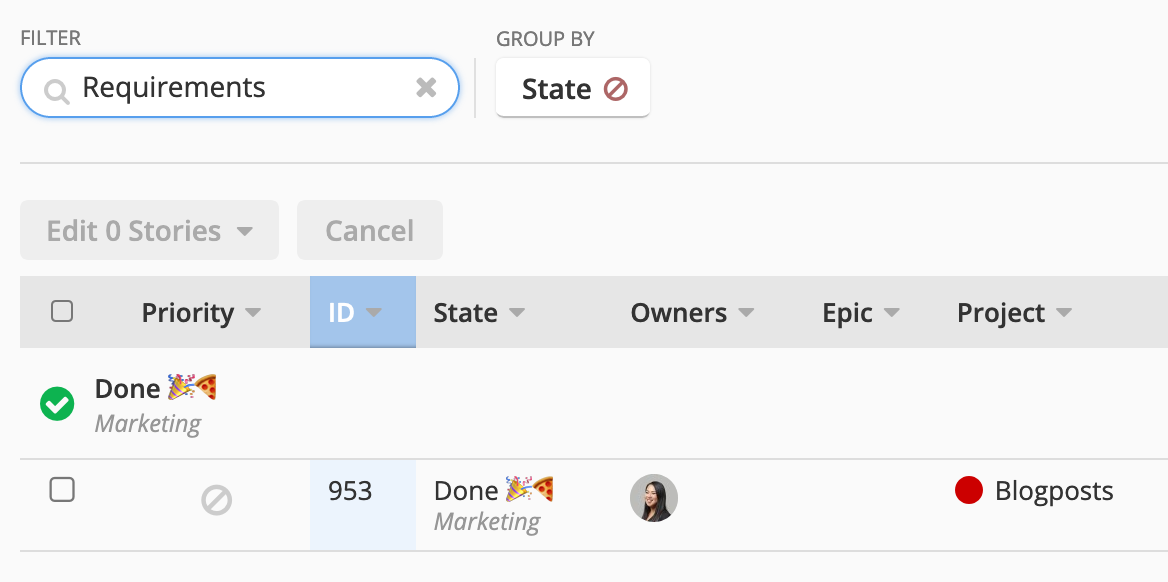 FILTER
GROUP BY
Requirements
State
Edit 0 Stories
Cancel
Priority ID State Owners Epic Project
Done 🎉🍕
Marketing
953 Done 🎉🍕 Blogposts
Marketing